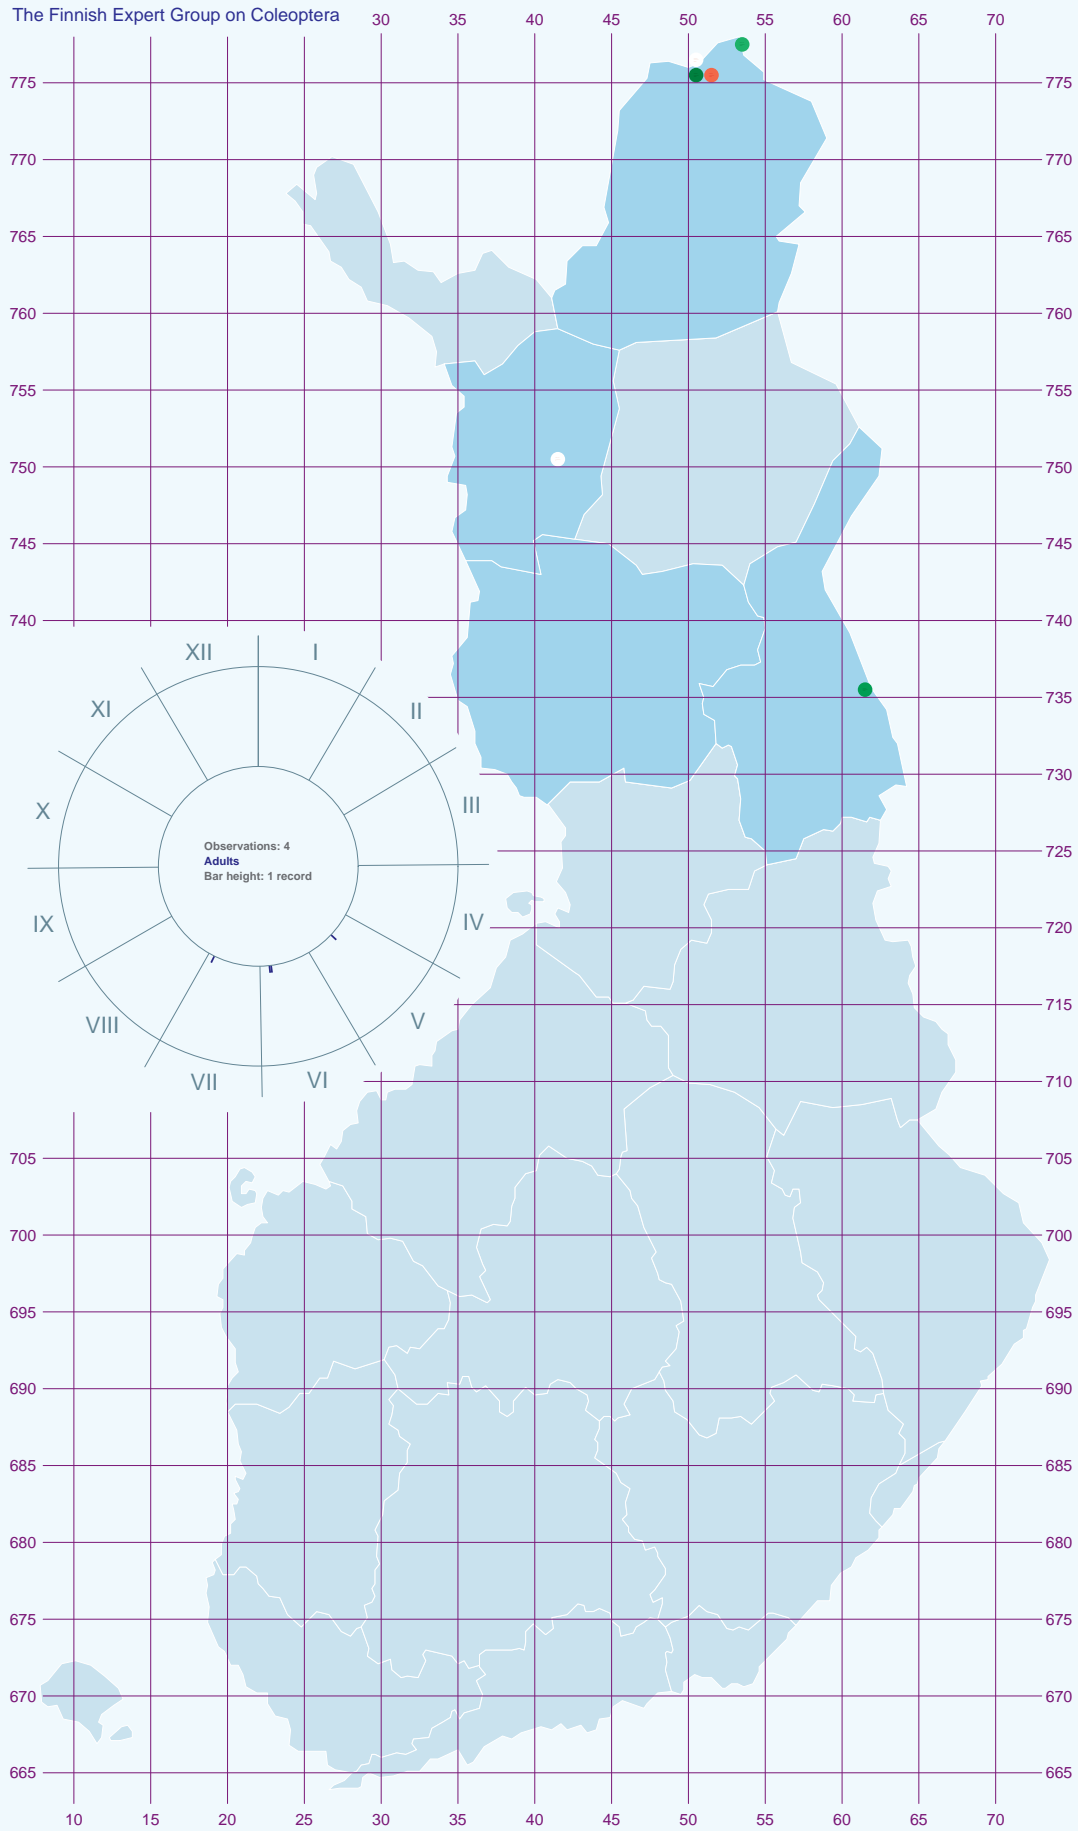 The Finnish Expert Group on Coleoptera
30 35 40 45 50 55 60 65 70
775 775
770 770
765 765
760 760
755 755
750 750
745 745
740 740
XII I
XI II
735
730
X III
Observations: 4
Adults
Bar height: 1 record
725
IX IV
720
VIII V
715
VII VI
710
705 705
700 700
695 695
690 690
685 685
680 680
675 675
670 670
665 665
10 15 20 25 30 35 40 45 50 55 60 65 70